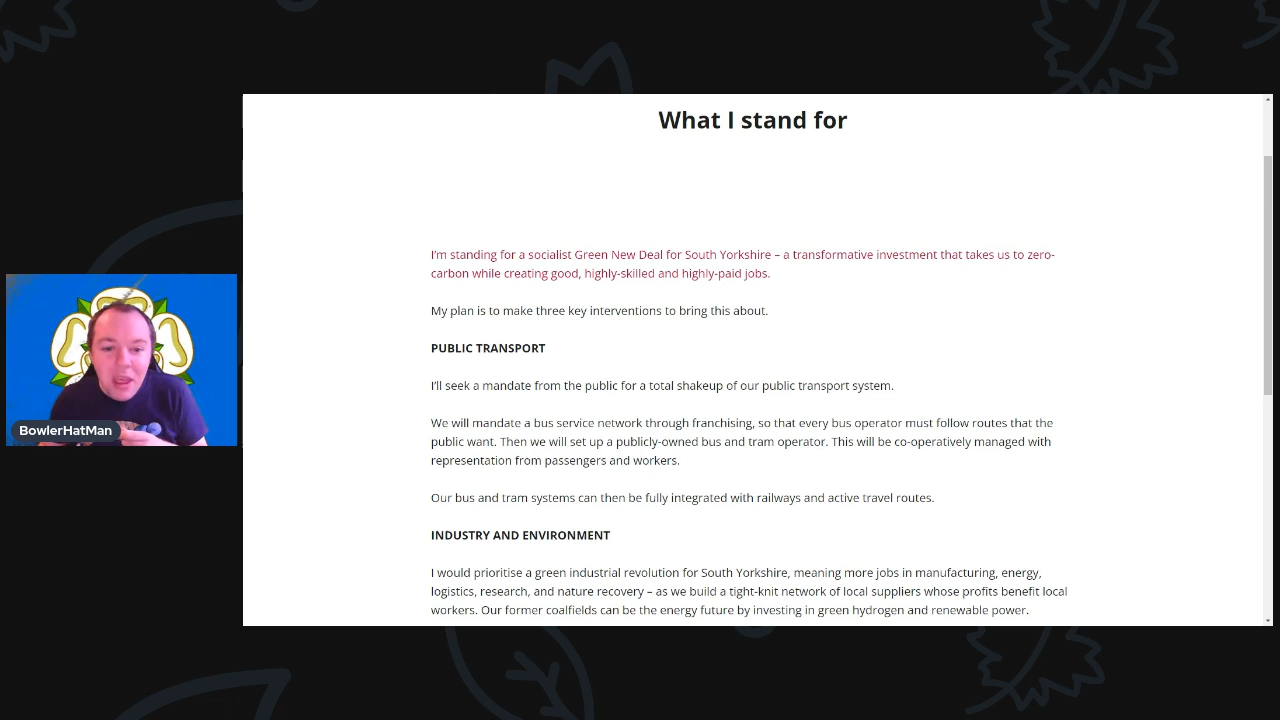 What I stand for
I'm standing for a socialist Green New Deal for South Yorkshire – a transformative investment that takes us to zero-
carbon while creating good, highly-skilled and highly-paid jobs.
My plan is to make three key interventions to bring this about.
PUBLIC TRANSPORT
I'll seek a mandate from the public for a total shakeup of our public transport system.
We will mandate a bus service network through franchising, so that every bus operator must follow routes that the
public want. Then we will set up a publicly-owned bus and tram operator. This will be co-operatively managed with
representation from passengers and workers.
Our bus and tram systems can then be fully integrated with railways and active travel routes.
INDUSTRY AND ENVIRONMENT
I would prioritise a green industrial revolution for South Yorkshire, meaning more jobs in manufacturing, energy,
logistics, research, and nature recovery – as we build a tight-knit network of local suppliers whose profits benefit local
workers. Our former coalfields can be the energy future by investing in green hydrogen and renewable power.
BowlerHatMan